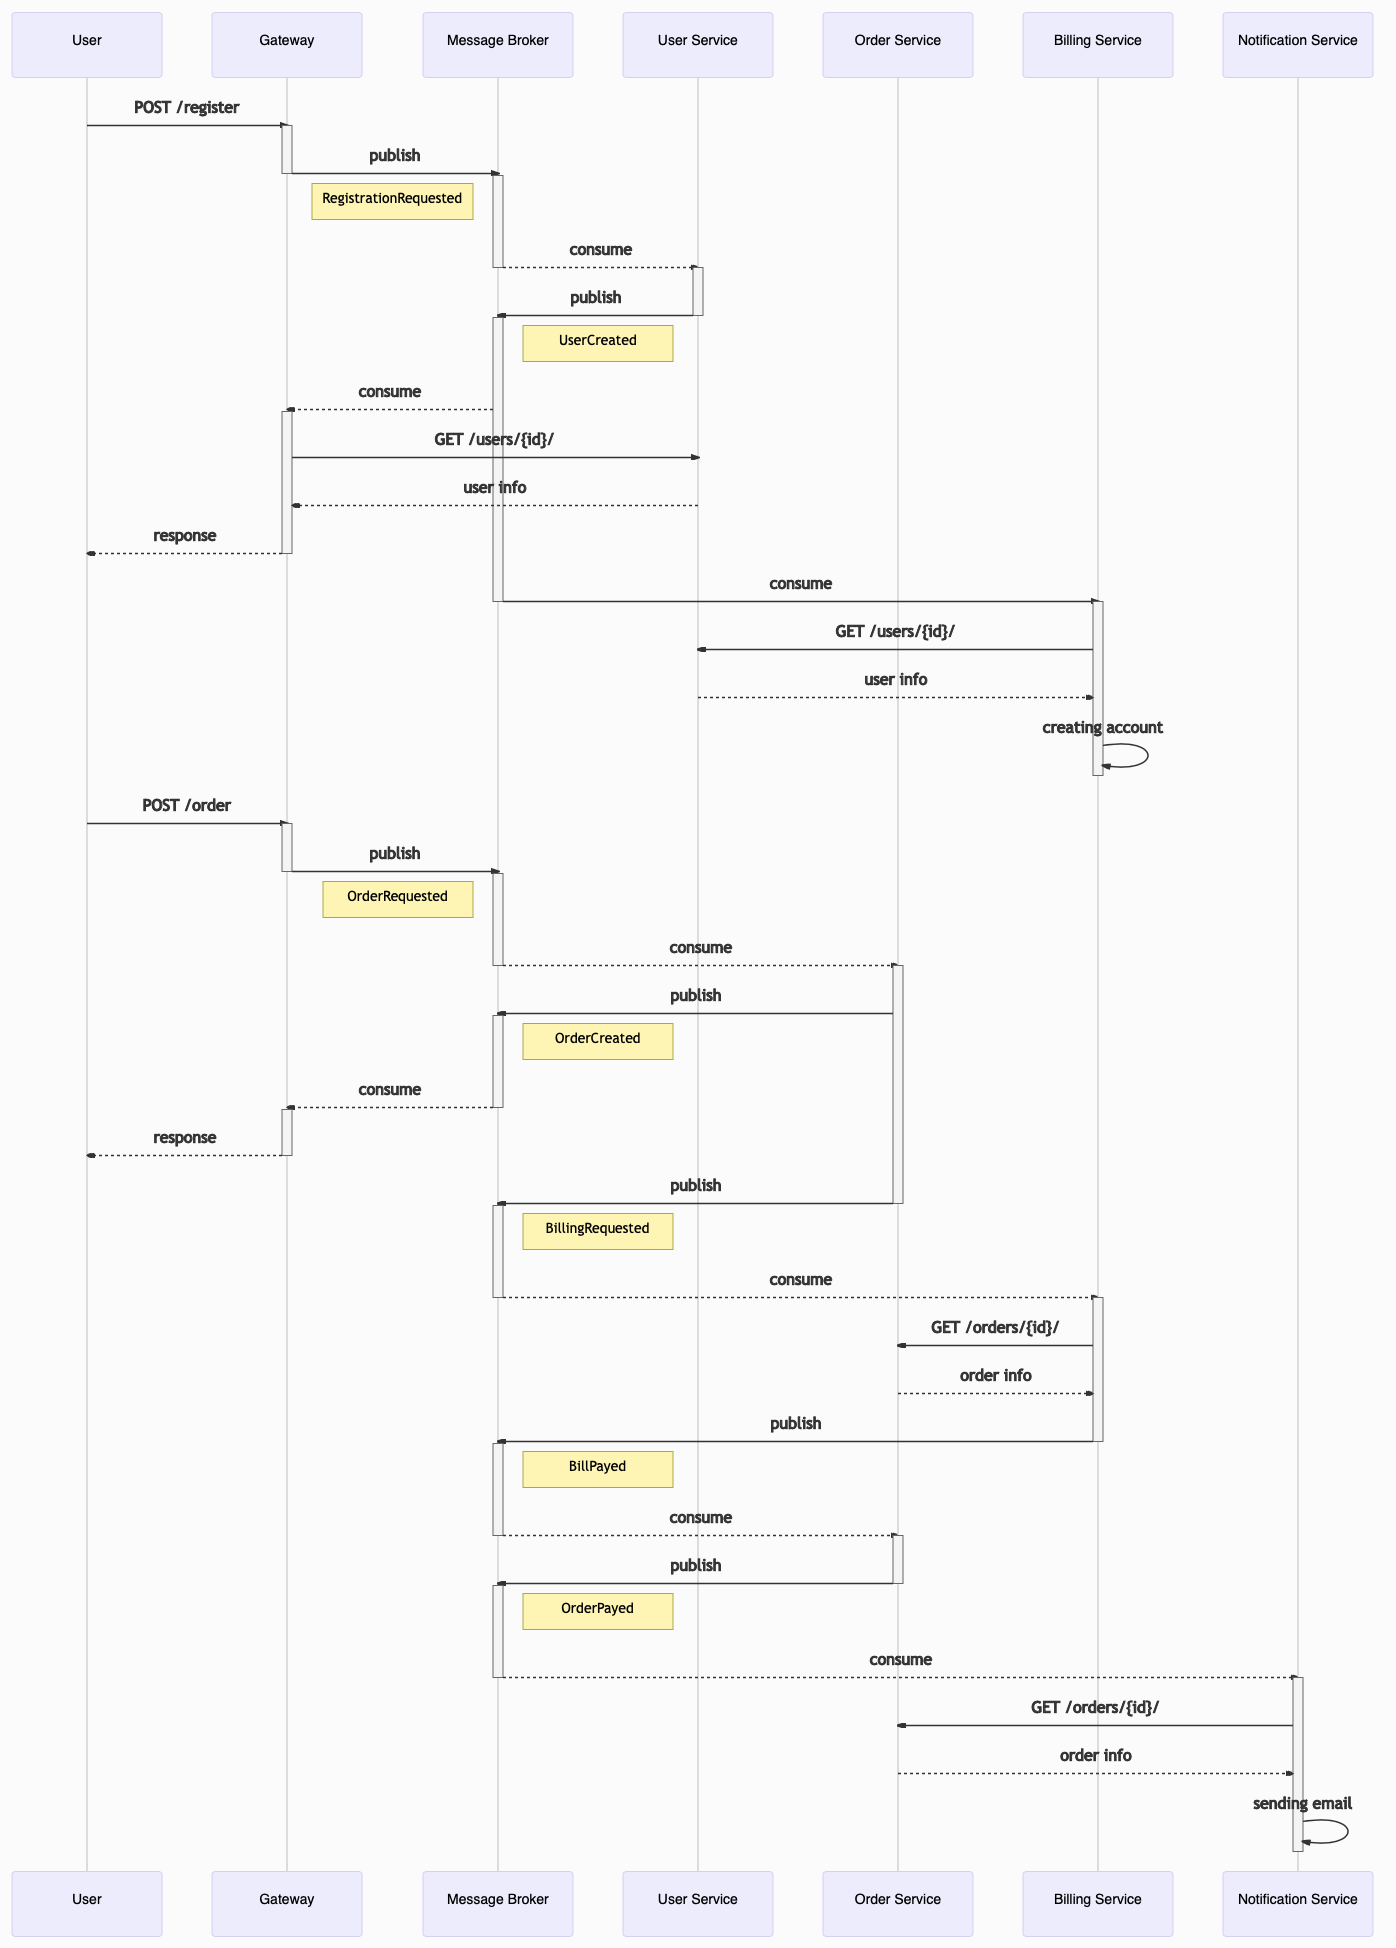 User
Gateway
Message Broker
User Service
Order Service
Billing Service
Notification Service
POST /register
publish
RegistrationRequested
consume
publish
UserCreated
consume
GET /users/{id}/
user info
response
consume
GET /users/{id}/
user info
creating account
POST /order
publish
OrderRequested
consume
publish
OrderCreated
consume
response
publish
BillingRequested
consume
GET /orders/{id}/
order info
publish
BillPayed
consume
publish
OrderPayed
consume
GET /orders/{id}/
order info
sending email
User
Gateway
Message Broker
User Service
Order Service
Billing Service
Notification Service